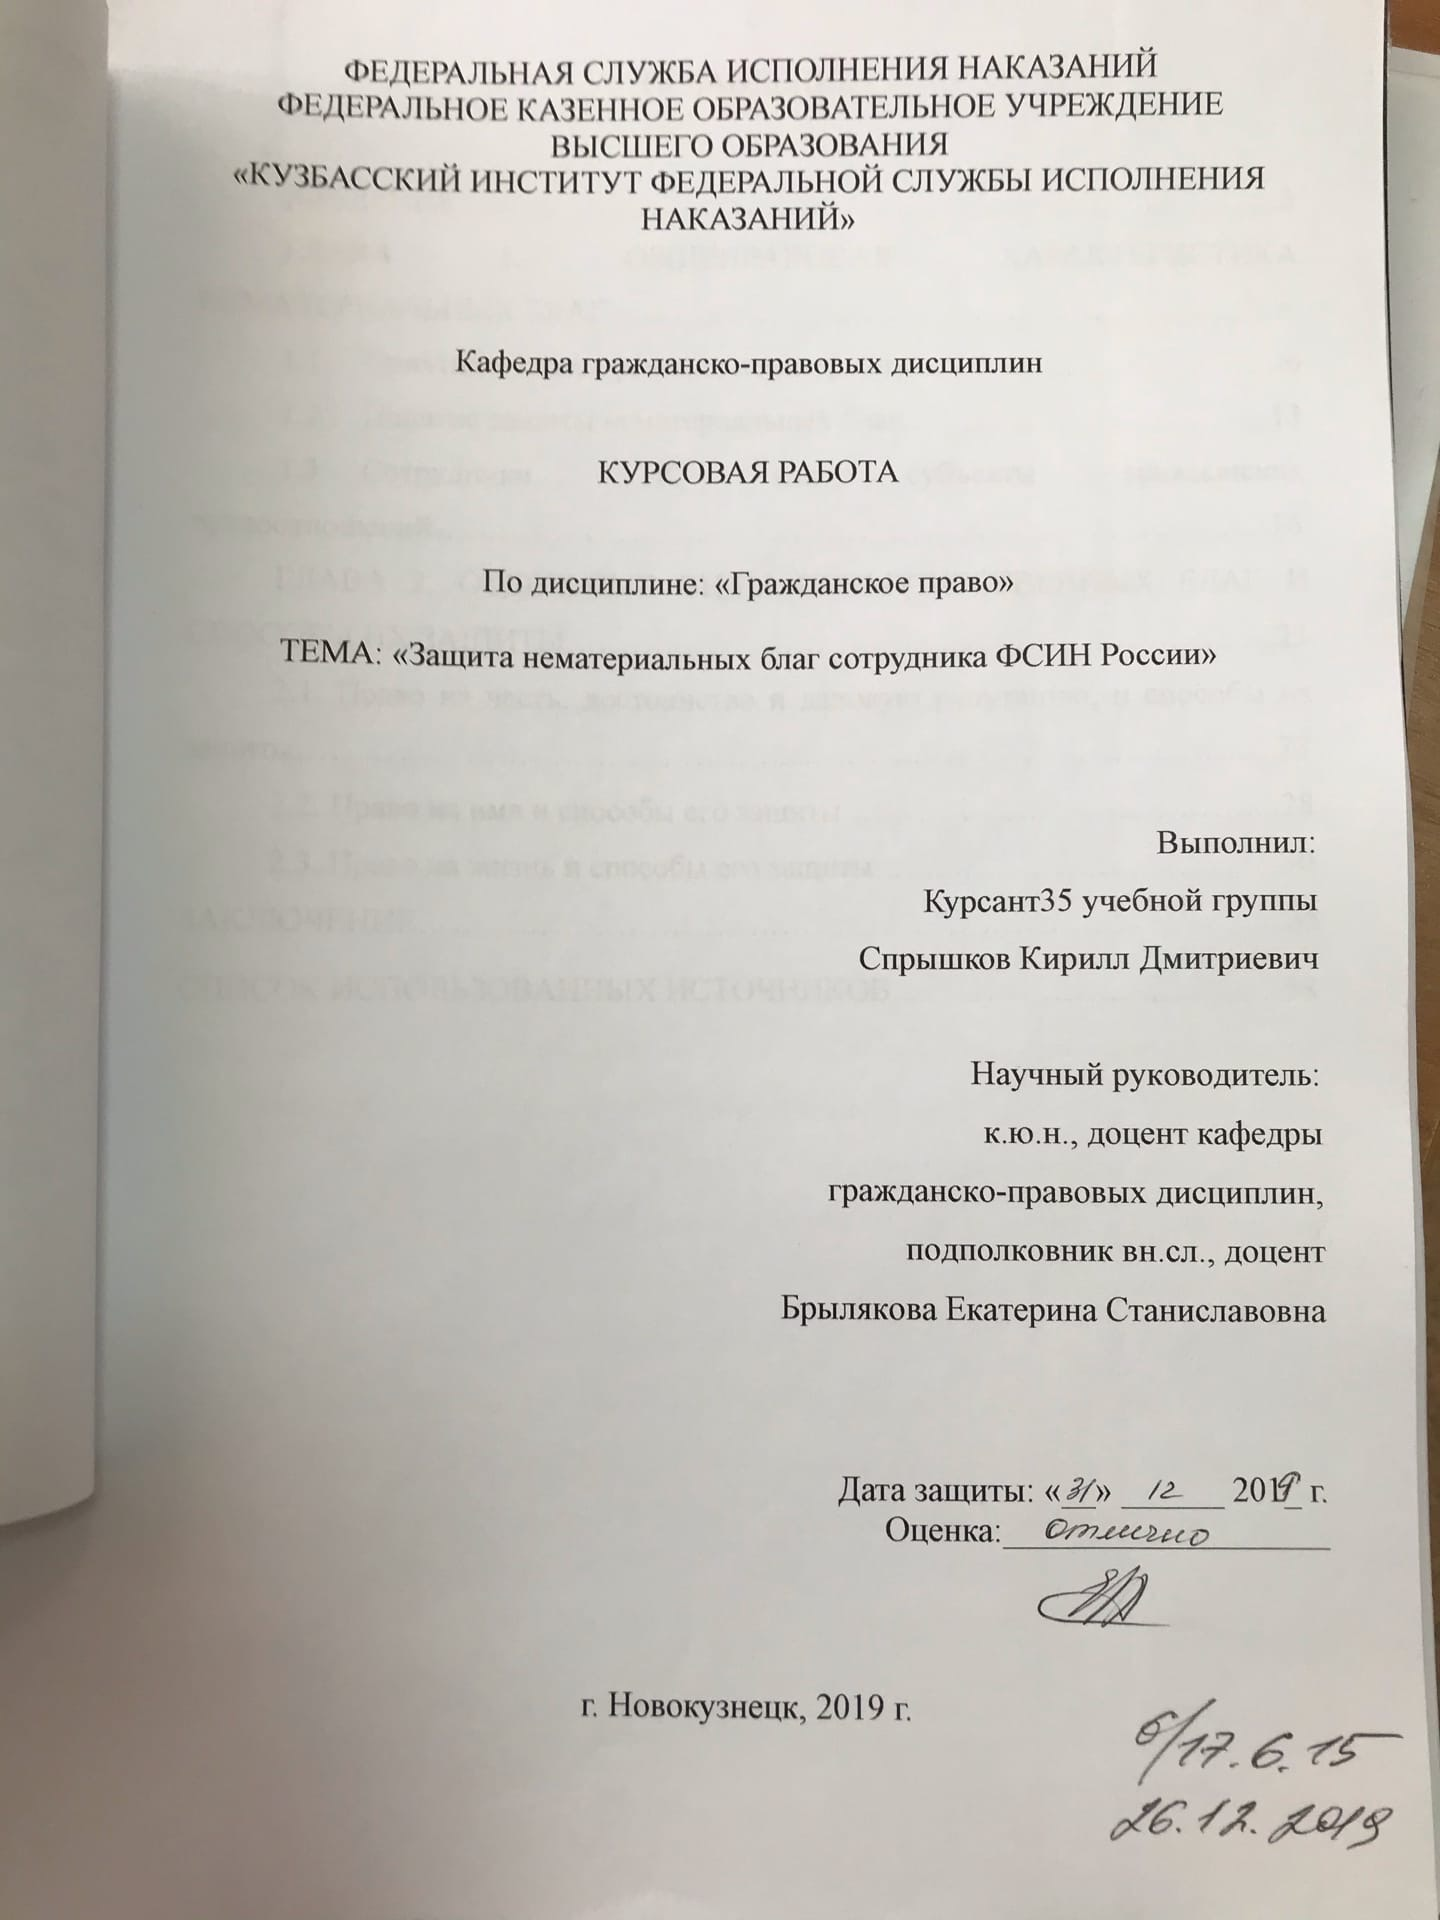 ФЕДЕРАЛЬНАЯ СЛУЖБА ИСПОЛНЕНИЯ НАКАЗАНИЙ
ФЕДЕРАЛЬНОЕ КАЗЕННОЕ ОБРАЗОВАТЕЛЬНОЕ УЧРЕЖДЕНИЕ
ВЫСШЕГО ОБРАЗОВАНИЯ
«КУЗБАССКИЙ ИНСТИТУТ ФЕДЕРАЛЬНОЙ СЛУЖБЫ ИСПОЛНЕНИЯ
НАКАЗАНИЙ»
Кафедра гражданско-правовых дисциплин
КУРСОВАЯ РАБОТА
По дисциплине: «Гражданское право»
ТЕМА: «Защита нематериальных благ сотрудника ФСИН России»
Выполнил:
Курсант35 учебной группы
Спрышков Кирилл Дмитриевич
Научный руководитель:
к.ю.н., доцент кафедры
гражданско-правовых дисциплин,
подполковник вн.сл., доцент
Брылякова Екатерина Станиславовна
Дата защиты: «31» 12 2019 г.
Оценка: отлично
г. Новокузнецк, 2019 г.
б/17.6.15
26.12.2019